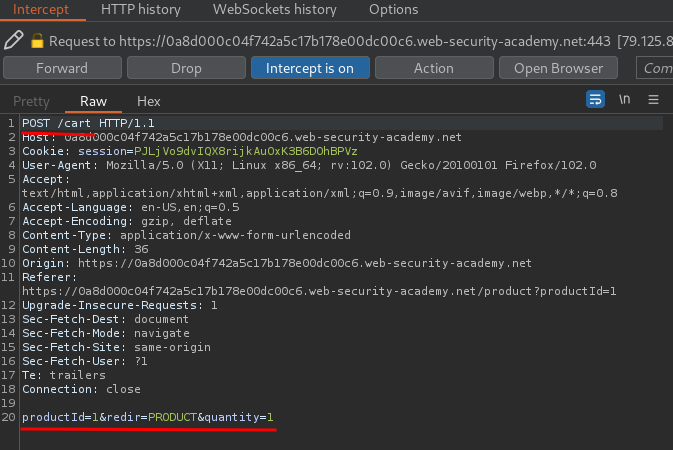 Intercept HTTP history WebSockets history Options
Request to https://0a8d000c04f742a5c17b178e00dc00c6.web-security-academy.net:443 [79.125.8
Forward Drop Intercept is on Action Open Browser Com
Pretty Raw Hex \n
1 POST /cart HTTP/1.1
2 Host: 0a8d000c04f742a5c17b178e00dc00c6.web-security-academy.net
3 Cookie: session=PJLjVo9dvIQX8rijkAuOxK3B6DOhBPVz
4 User-Agent: Mozilla/5.0 (X11; Linux x86_64; rv:102.0) Gecko/20100101 Firefox/102.0
5 Accept:
text/html,application/xhtml+xml,application/xml;q=0.9,image/avif,image/webp,*/*;q=0.8
6 Accept-Language: en-US,en;q=0.5
7 Accept-Encoding: gzip, deflate
8 Content-Type: application/x-www-form-urlencoded
9 Content-Length: 36
10 Origin: https://0a8d000c04f742a5c17b178e00dc00c6.web-security-academy.net
11 Referer:
https://0a8d000c04f742a5c17b178e00dc00c6.web-security-academy.net/product?productId=1
12 Upgrade-Insecure-Requests: 1
13 Sec-Fetch-Dest: document
14 Sec-Fetch-Mode: navigate
15 Sec-Fetch-Site: same-origin
16 Sec-Fetch-User: ?1
17 Te: trailers
18 Connection: close
19
20 productId=1&redir=PRODUCT&quantity=1